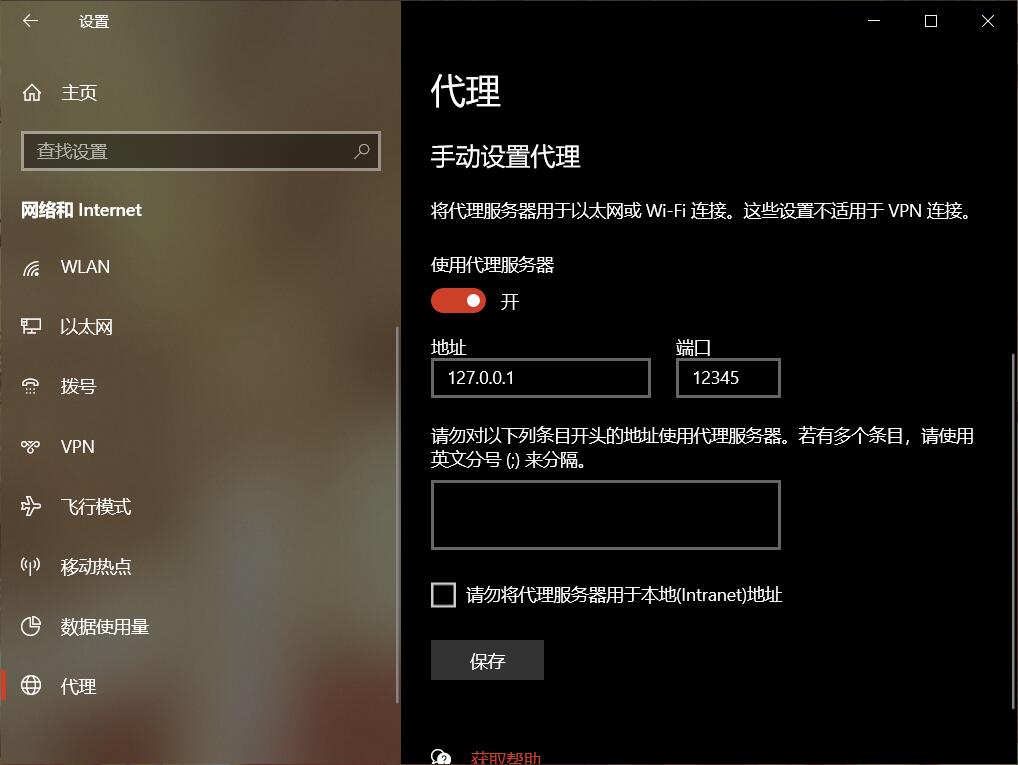 设置
主页
查找设置
网络和 Internet
WLAN
以太网
拨号
VPN
飞行模式
移动热点
数据使用量
代理
代理
手动设置代理
将代理服务器用于以太网或 Wi-Fi 连接。这些设置不适用于 VPN 连接。
使用代理服务器
开
地址 端口
127.0.0.1 12345
请勿对以下列条目开头的地址使用代理服务器。若有多个条目，请使用
英文分号 (;) 来分隔。
请勿将代理服务器用于本地(Intranet)地址
保存
获取帮助